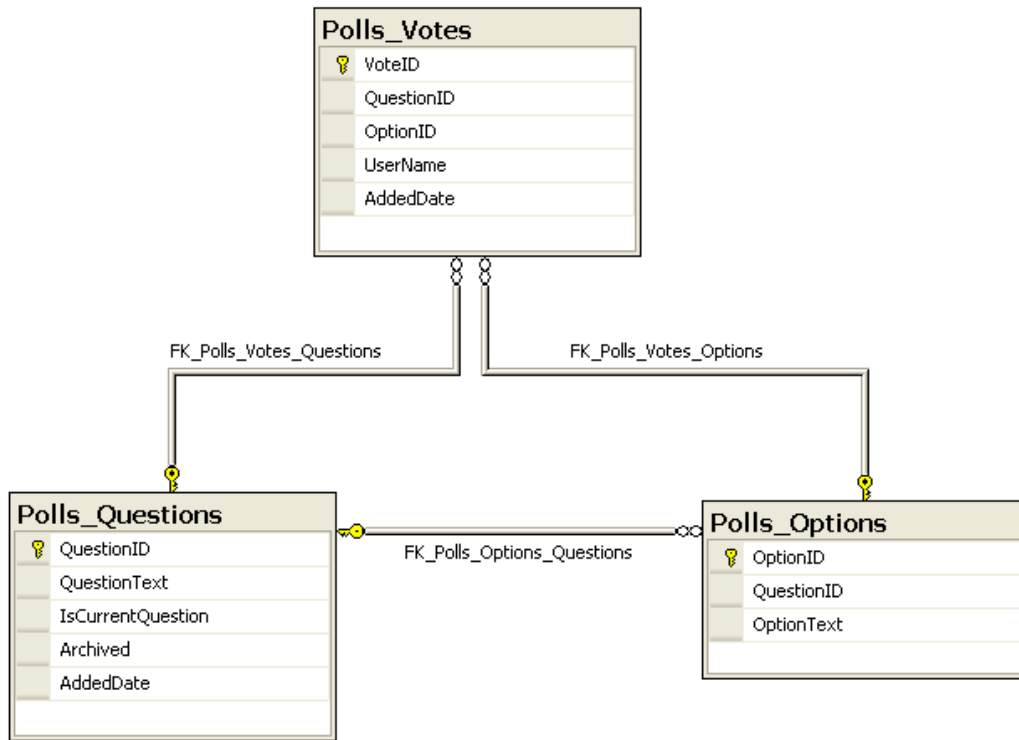 Polls_Votes
VoteID
QuestionID
OptionID
UserName
AddedDate
FK_Polls_Votes_Questions
FK_Polls_Votes_Options
Polls_Questions
QuestionID
QuestionText
IsCurrentQuestion
Archived
AddedDate
FK_Polls_Options_Questions
Polls_Options
OptionID
QuestionID
OptionText